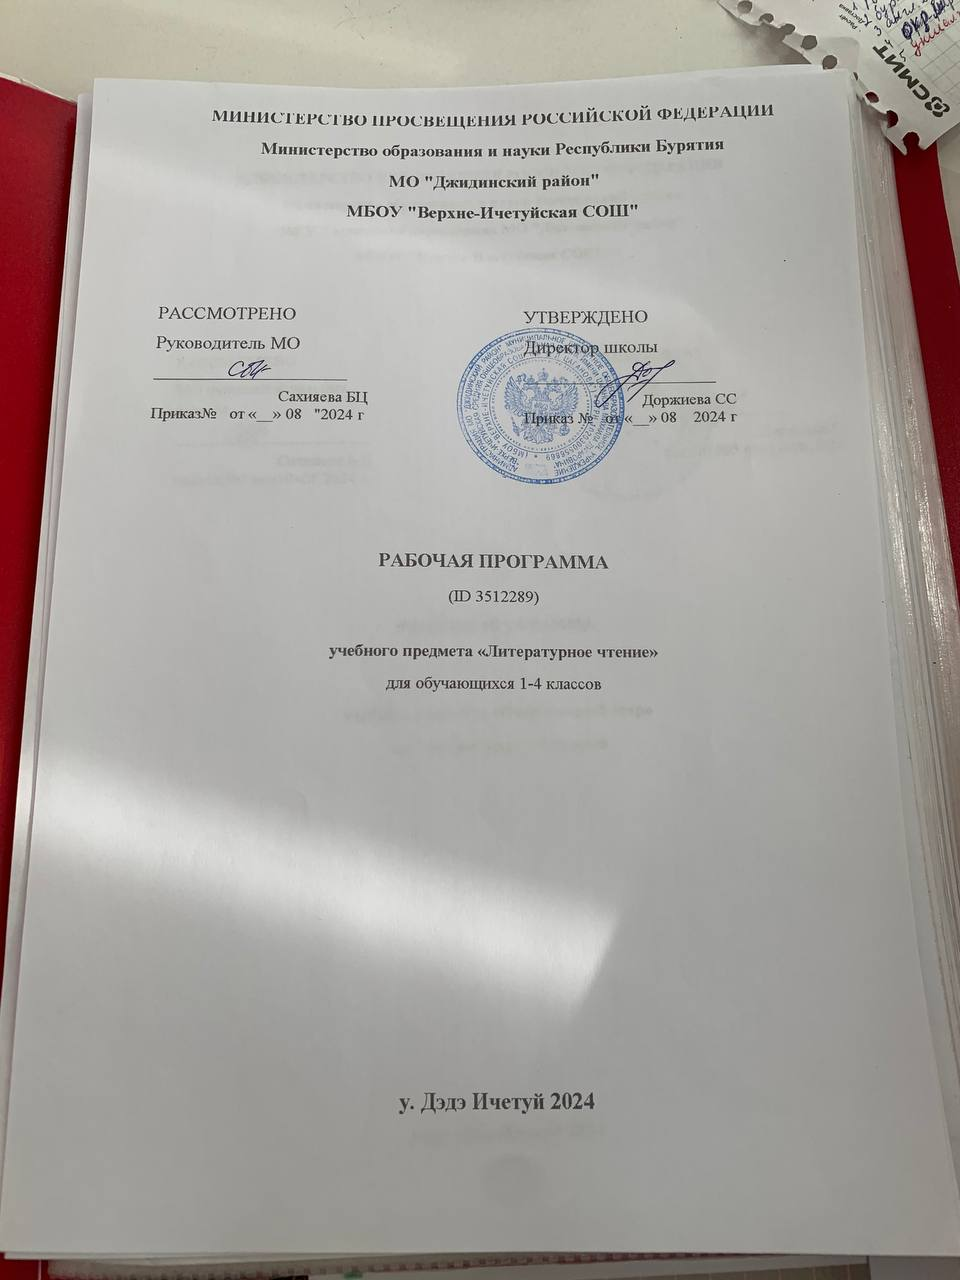 МИНИСТЕРСТВО ПРОСВЕЩЕНИЯ РОССИЙСКОЙ ФЕДЕРАЦИИ
Министерство образования и науки Республики Бурятия
МО "Джидинский район"
МБОУ "Верхне-Ичетуйская СОШ"
РАССМОТРЕНО
Руководитель МО
Сахияева БЦ
Приказ№ от «__» 08 "2024 г
УТВЕРЖДЕНО
Директор школы
Доржиева СС
Приказ № от «__» 08 2024 г
РАБОЧАЯ ПРОГРАММА
(ID 3512289)
учебного предмета «Литературное чтение»
для обучающихся 1-4 классов
у. Дэдэ Ичетуй 2024
СМИТ